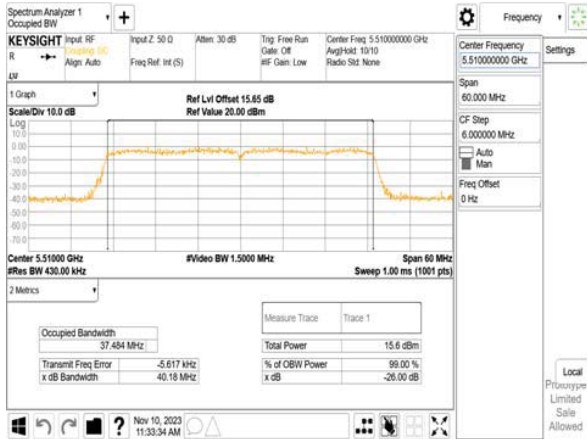 Spectrum Analyzer 1
Occupied BW
Frequency
KEYSIGHT
Input: RF
Coupling: DC
Align: Auto
Input Z: 50 Ω
Freq Ref: Int (S)
Atten: 30 dB
Trig: Free Run
Gate: Off
#IF Gain: Low
Center Freq: 5.510000000 GHz
Avg|Hold: 10/10
Radio Std: None
R
1 Graph
Scale/Div 10.0 dB
Ref Lvl Offset 15.65 dB
Ref Value 20.00 dBm
Log
10.0
0.00
-10.0
-20.0
-30.0
-40.0
-50.0
-60.0
-70.0
Center 5.51000 GHz
#Video BW 1.5000 MHz
Span 60 MHz
#Res BW 430.00 kHz
Sweep 1.00 ms (1001 pts)
2 Metrics
Measure Trace
Trace 1
Occupied Bandwidth
37.484 MHz
Total Power
15.6 dBm
Transmit Freq Error
-5.617 kHz
% of OBW Power
99.00 %
x dB Bandwidth
40.18 MHz
x dB
-26.00 dB
Nov 10, 2023
11:33:34 AM
Center Frequency
5.510000000 GHz
Settings
Span
60.000 MHz
CF Step
6.000000 MHz
Auto
Man
Freq Offset
0 Hz
Local
Prototype
Limited
Sale
Allowed